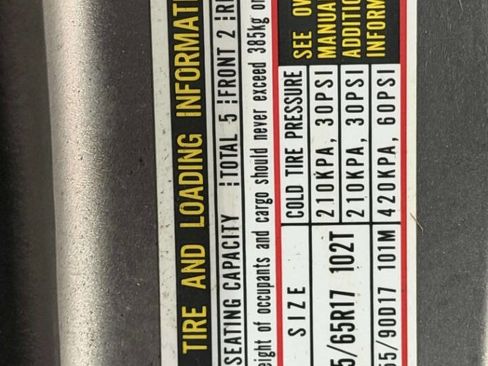 TIRE AND LOADING INFORMATI
SEATING CAPACITY TOTAL 5 FRONT 2 RE
eight of occupants and cargo should never exceed 385kg or
SIZE COLD TIRE PRESSURE SEE OW
MANUA
ADDITIO
INFORM
5/65R17 102T 210KPA, 30PSI
210KPA, 30PSI
55/90D17 101M 420KPA, 60PSI